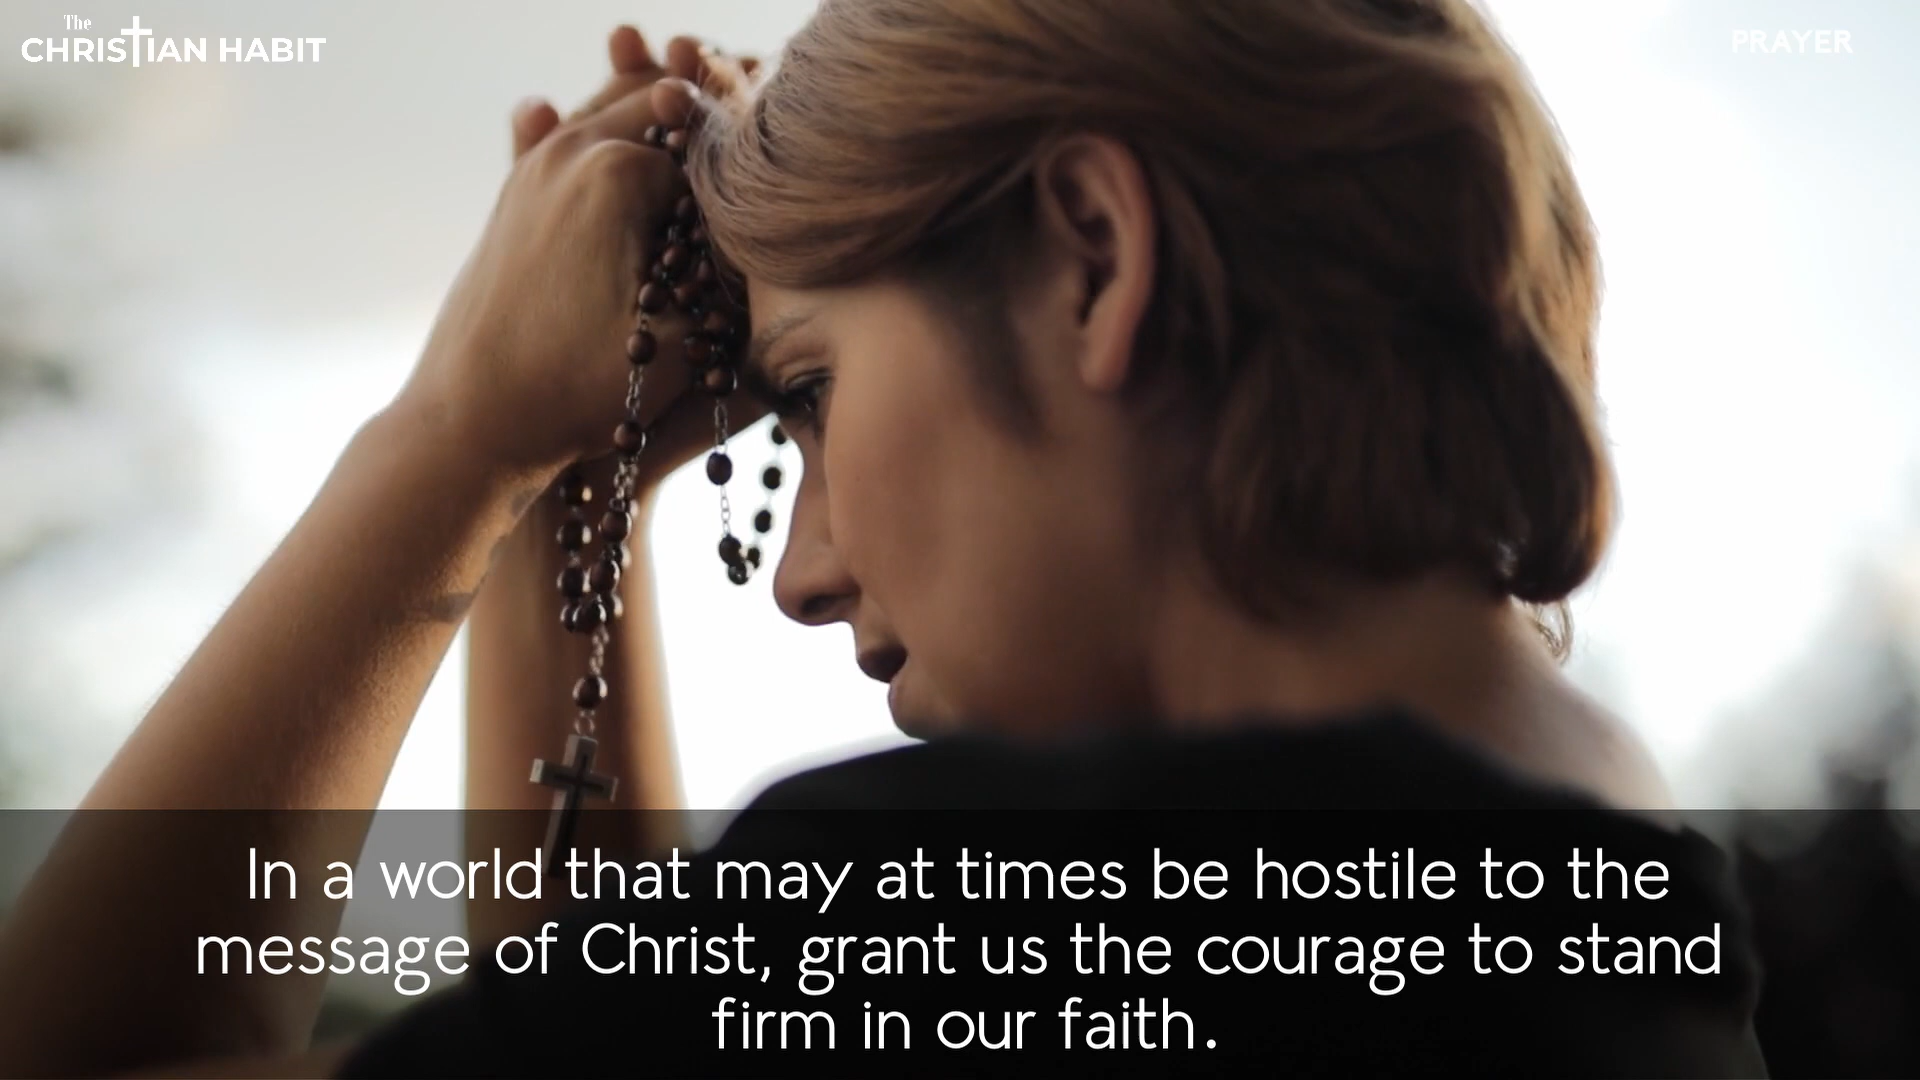 The
CHRISTIAN HABIT
PRAYER
In a world that may at times be hostile to the
message of Christ, grant us the courage to stand
firm in our faith.